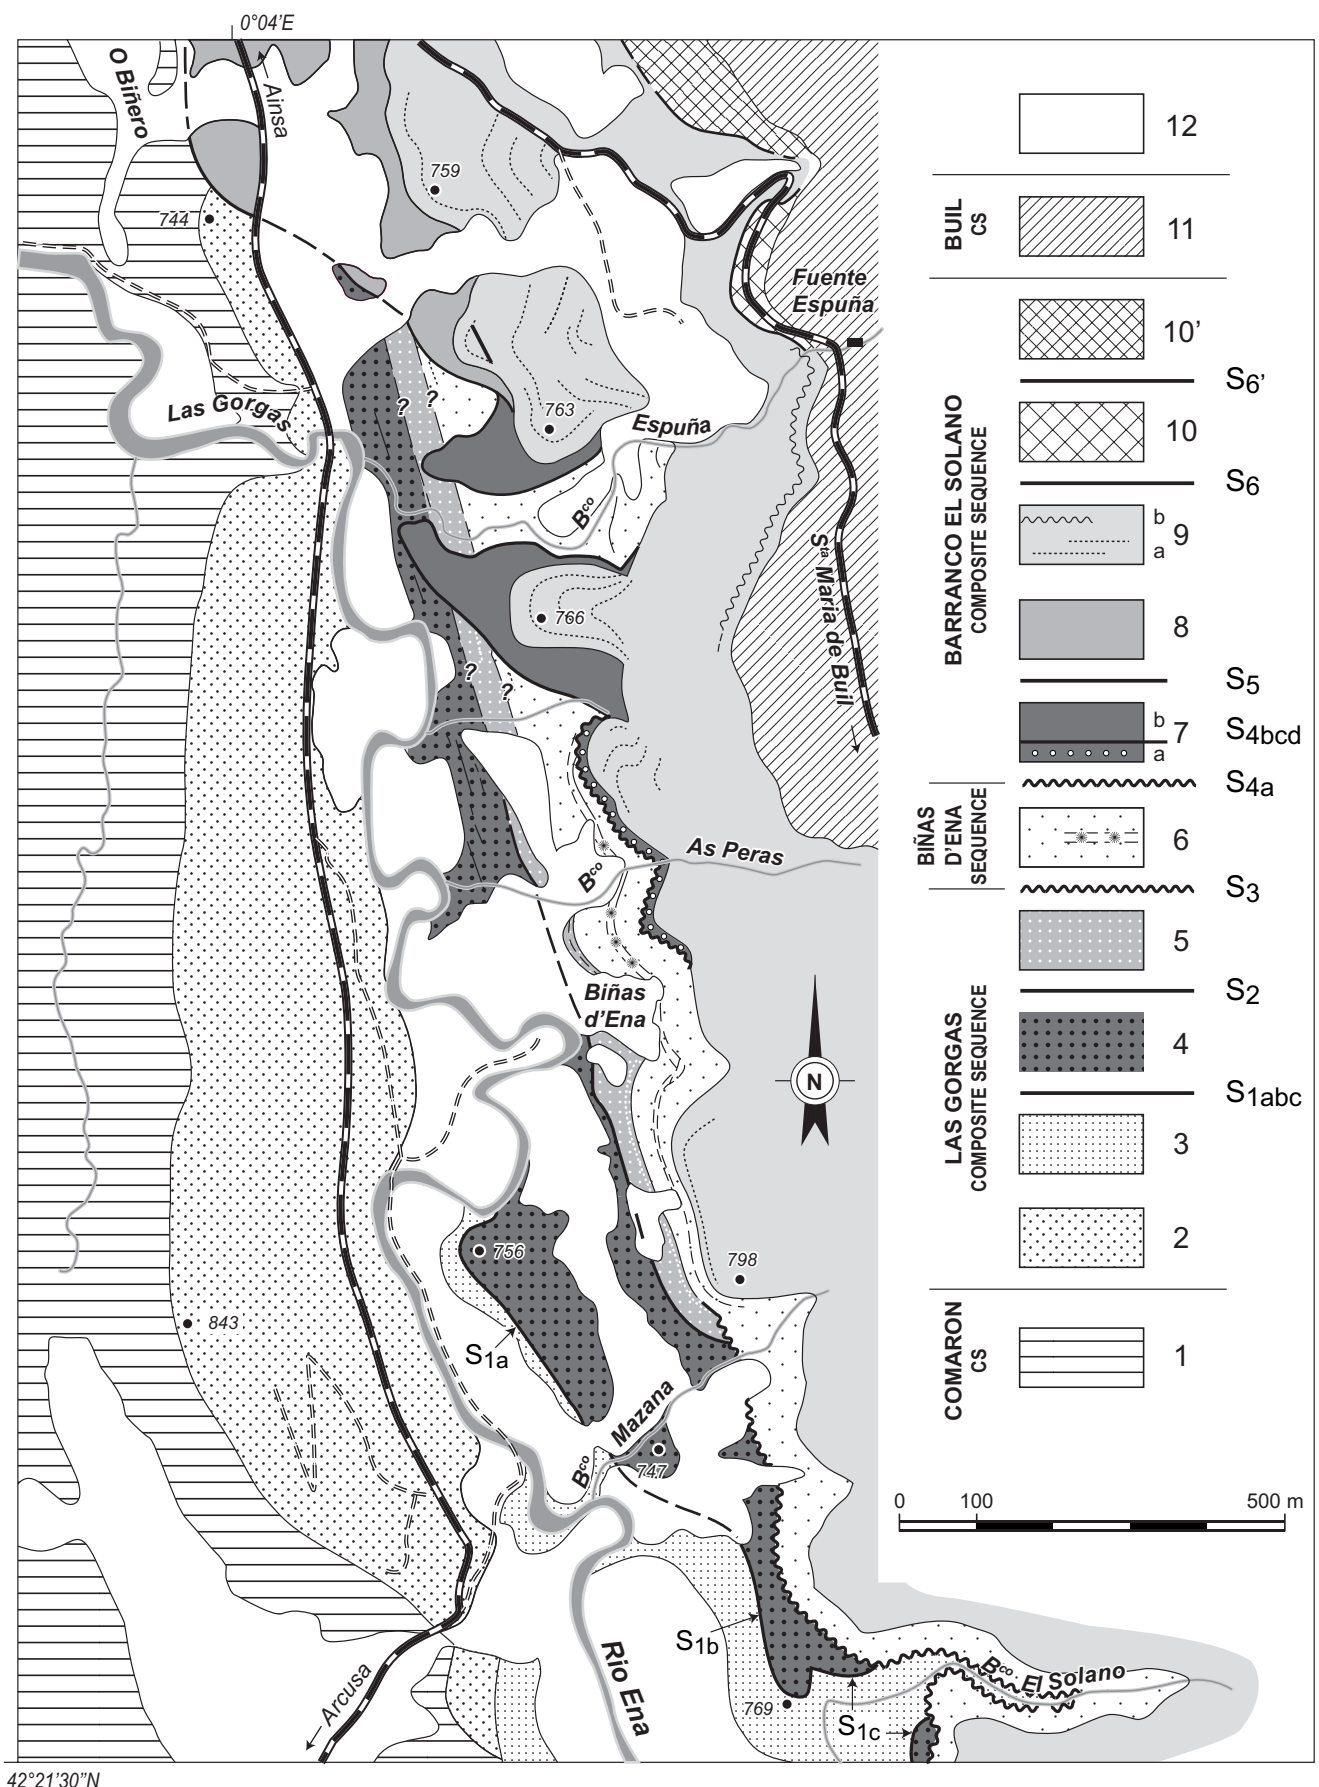 0°04'E
O Biñero
Ainsa
759
744
Fuente
Espuña
Las Gorgas
?
?
763
Espuña
Bco
Sta María de Buil
766
?
?
As Peras
Bco
Biñas
d'Ena
N
756
798
843
S1a
Mazana
Bco
747
Rio Ena
S1b
Bco El Solano
769
S1c
Arcusa
42°21'30"N
12
BUIL
CS
11
BARRANCO EL SOLANO
COMPOSITE SEQUENCE
10'
S6'
10
S6
b
9
a
8
S5
b
7
a
S4bcd
S4a
BIÑAS
D'ENA
SEQUENCE
6
S3
LAS GORGAS
COMPOSITE SEQUENCE
5
S2
4
S1abc
3
2
COMARON
CS
1
0 100 500 m